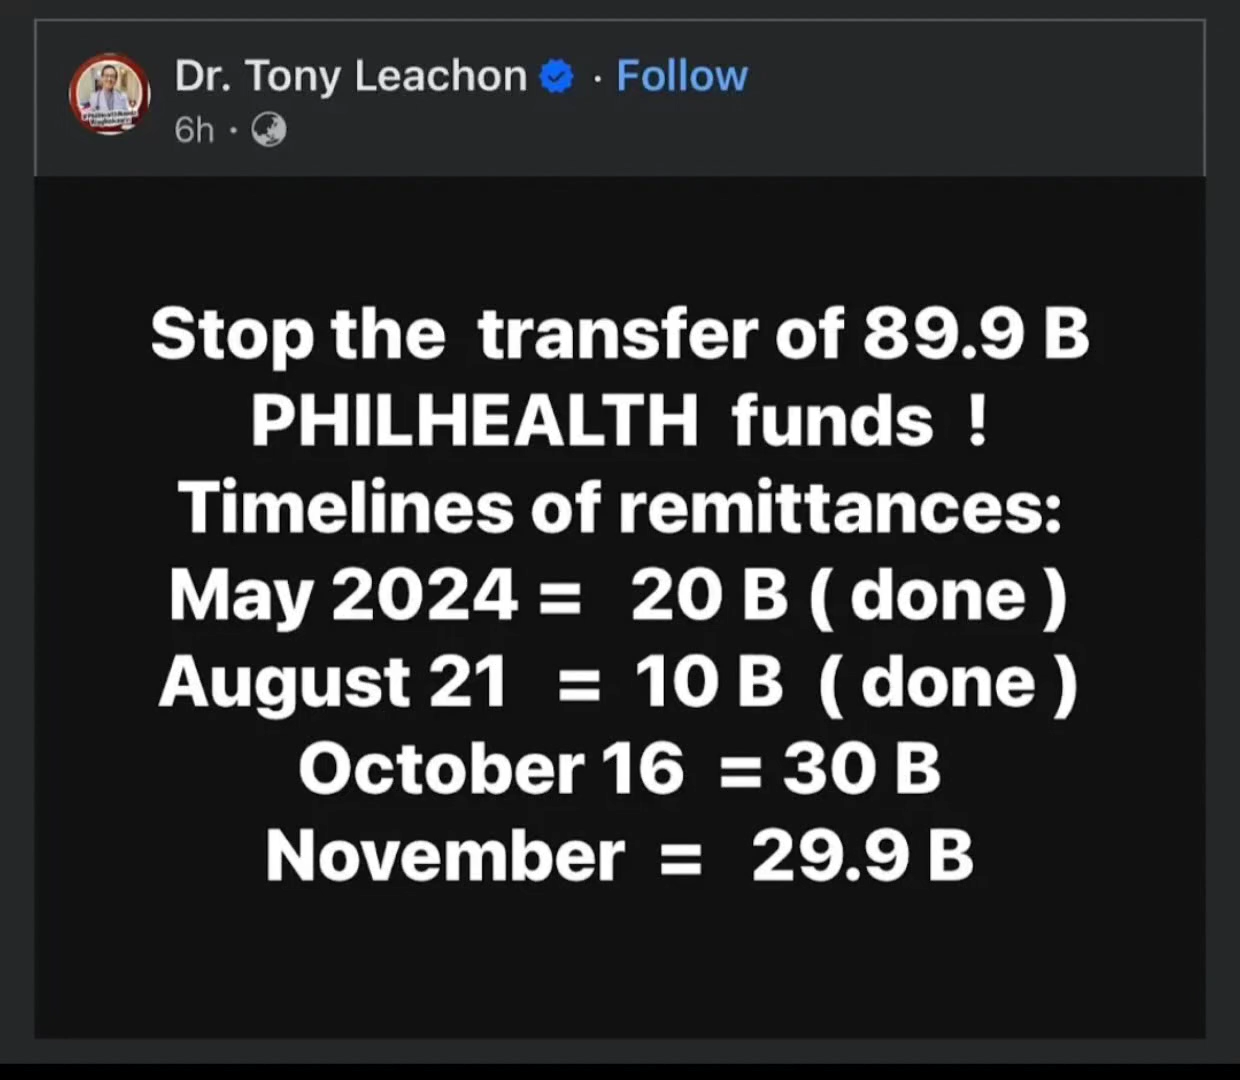 Dr. Tony Leachon · Follow
6h ·
Stop the transfer of 89.9 B
PHILHEALTH funds !
Timelines of remittances:
May 2024 = 20 B ( done )
August 21 = 10 B ( done )
October 16 = 30 B
November = 29.9 B